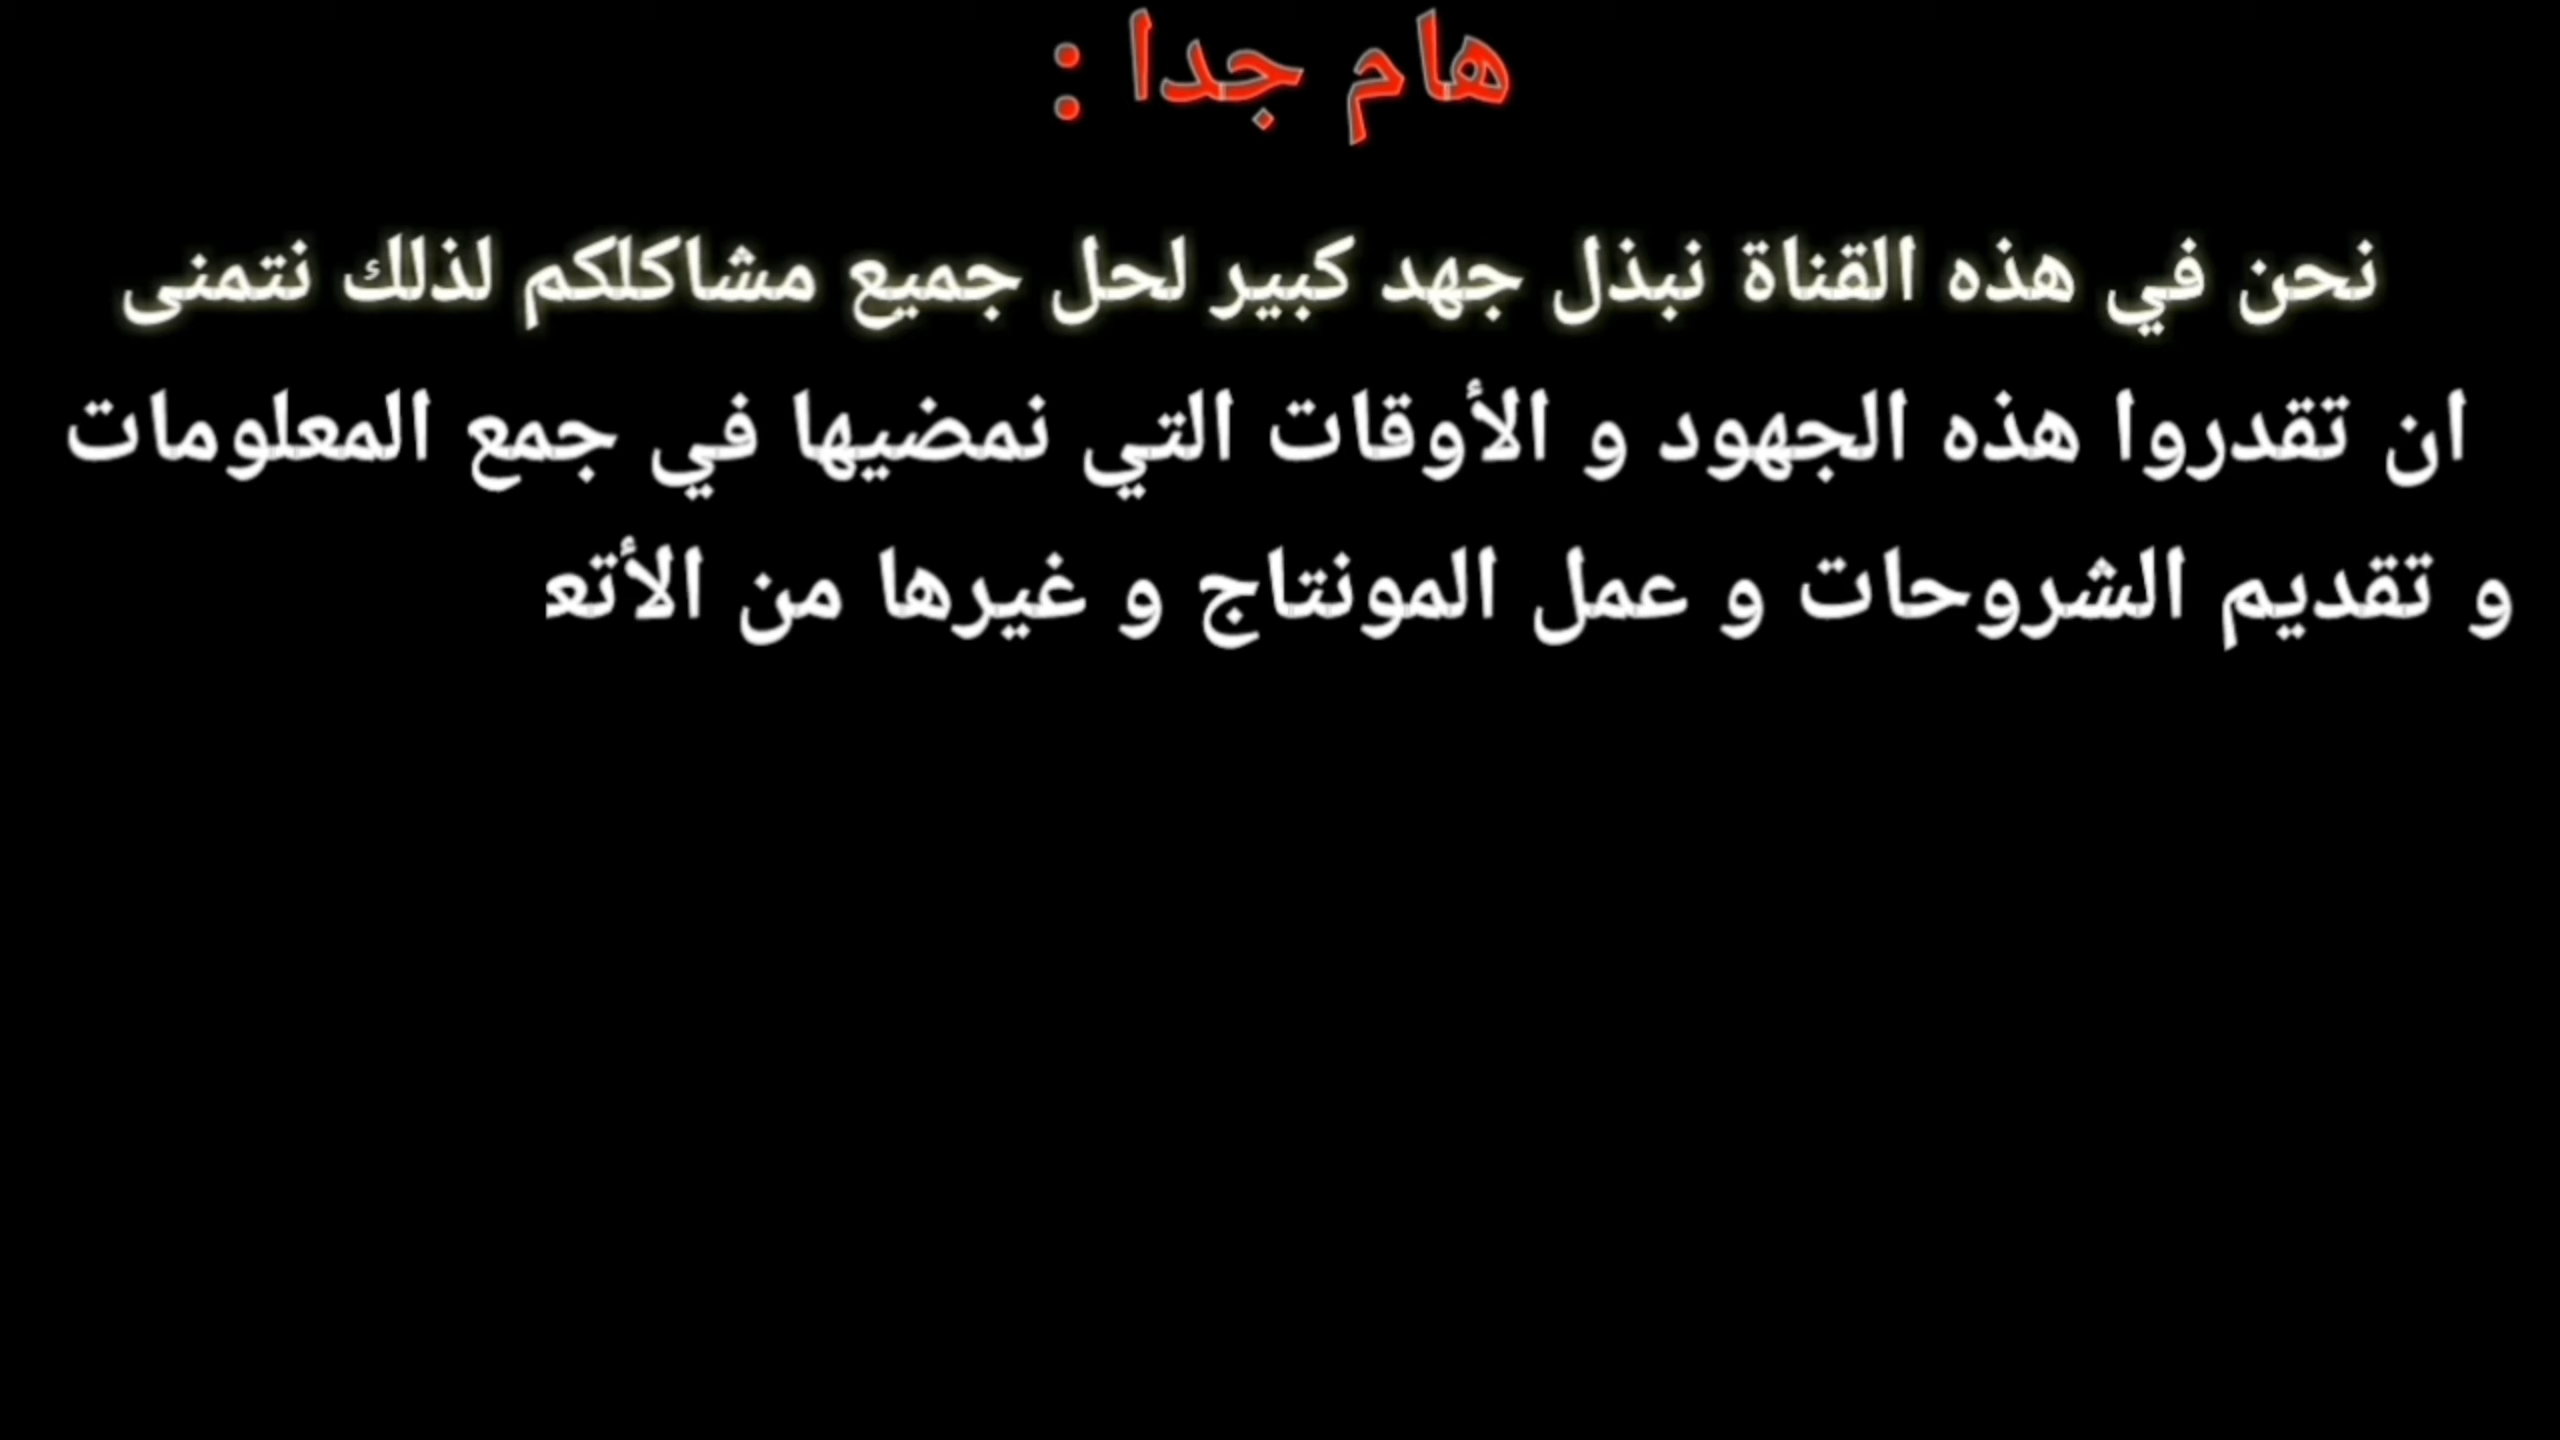 هام جدا :
نحن في هذه القناة نبذل جهد كبير لحل جميع مشاكلكم لذلك نتمنى
ان تقدروا هذه الجهود و الأوقات التي نمضيها في جمع المعلومات
و تقديم الشروحات و عمل المونتاج و غيرها من الأتع